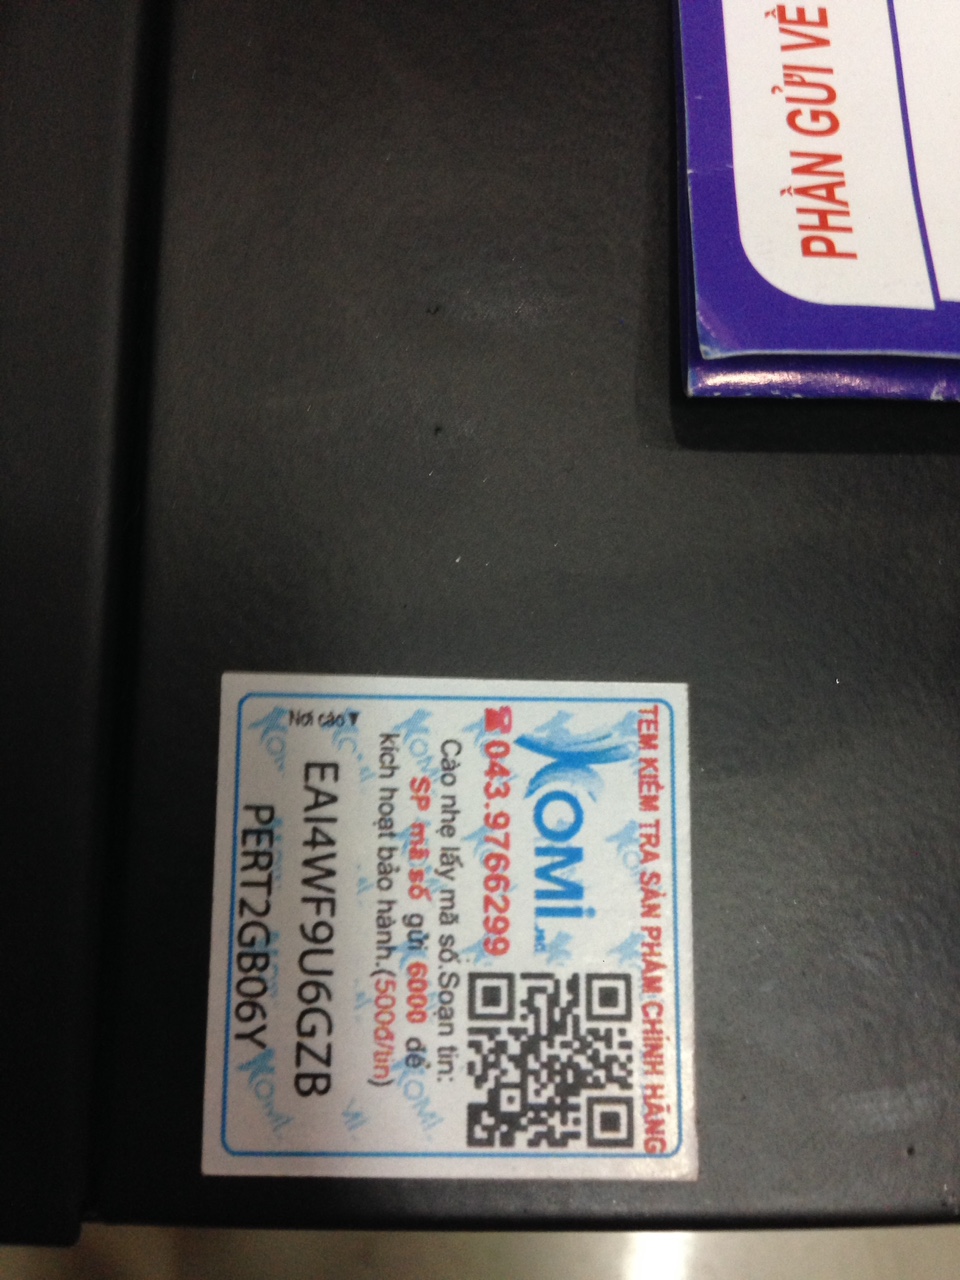 PHẦN GỬI VỀ
TEM KIỂM TRA SẢN PHẨM CHÍNH HÃNG
XOMi
☎043.9766299
Cào nhẹ lấy mã số.Soạn tin:
SP mã số gửi 6000 để
kích hoạt bảo hành.(500đ/tin)
Nơi cào▼
EAI4WF9U6GZB
PERT2GB06Y